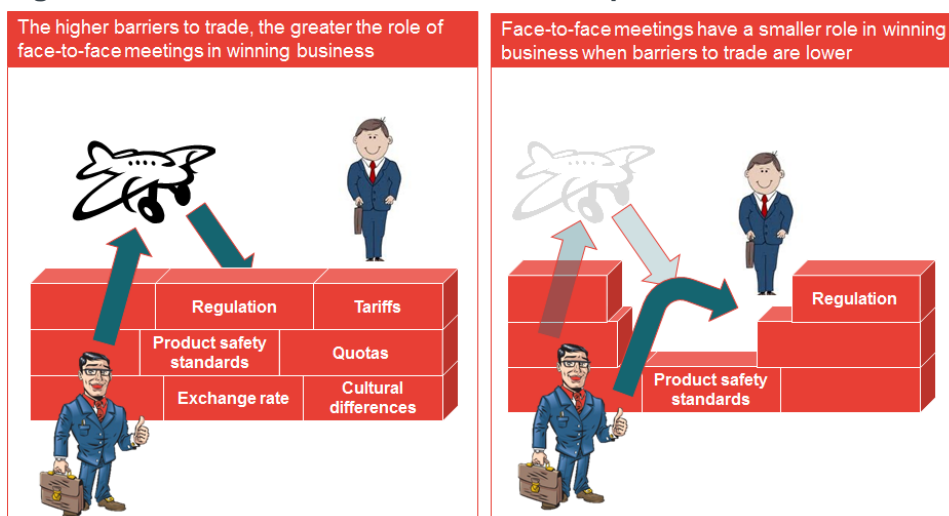 The higher barriers to trade, the greater the role of
face-to-face meetings in winning business
Regulation
Tariffs
Product safety
standards
Quotas
Exchange rate
Cultural
differences
Face-to-face meetings have a smaller role in winning
business when barriers to trade are lower
Regulation
Product safety
standards